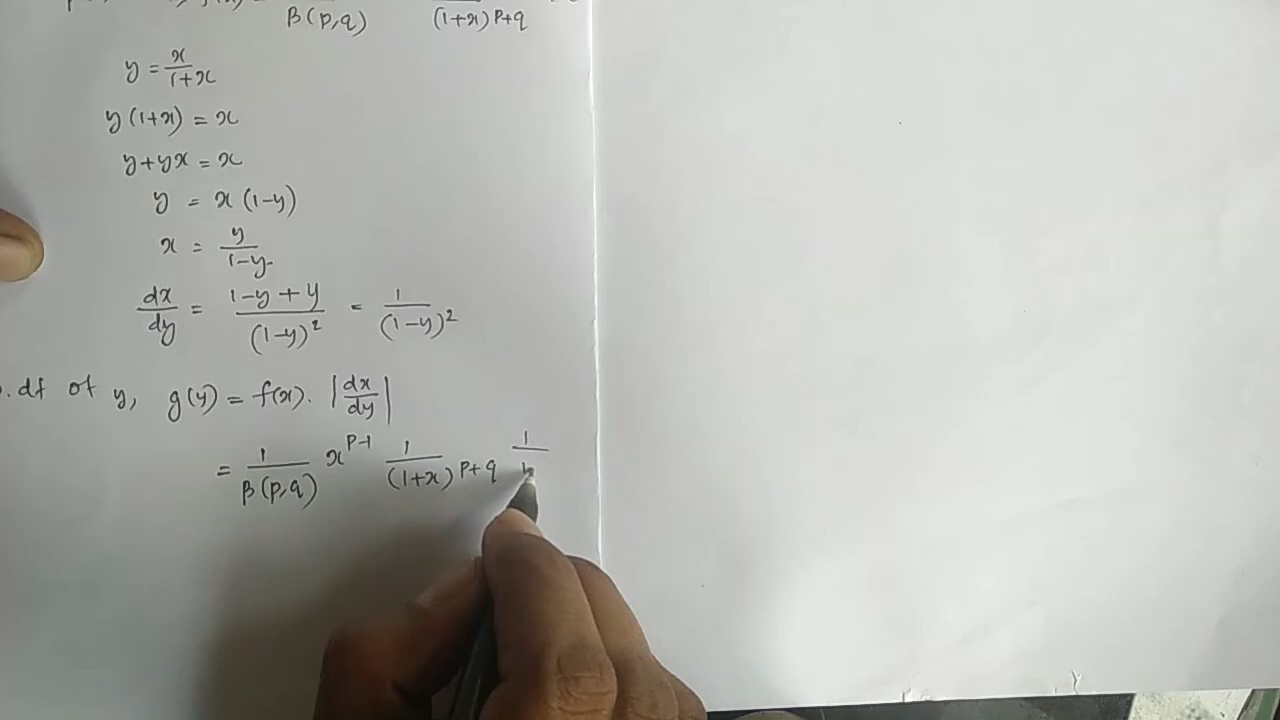 β(p,q) (1+x)^{p+q}
y = x/(1+x)
y(1+x) = x
y+yx = x
y = x(1-y)
x = y/(1-y)
dx/dy = (1-y+y)/(1-y)² = 1/(1-y)²
.df of y, g(y) = f(x). |dx/dy|
= 1/β(p,q) x^{p-1} 1/(1+x)^{p+q} 1/